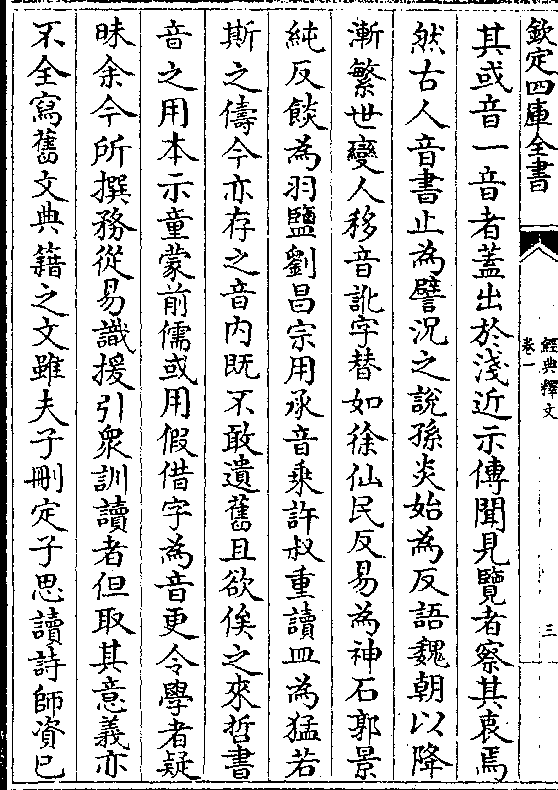 欽定四庫全書
經典釋文
卷一
三
其或音一音者蓋出於淺近示傳聞見覽者察其衷焉
然古人音書止為譬況之說孫炎始為反語魏朝以降
漸繁世變人移音訛字替如徐仙民反易為神石郭景
純反餤為羽鹽劉昌宗用承音乗許叔重讀皿為猛若
斯之儔今亦存之音內既不敢遺舊且欲俟之來哲書
音之用本示童蒙前儒或用假借字為音更令學者疑
昧余今所撰務從易識援引衆訓讀者但取其意義亦
不全寫舊文典籍之文雖夫子刪定子思讀詩師資已